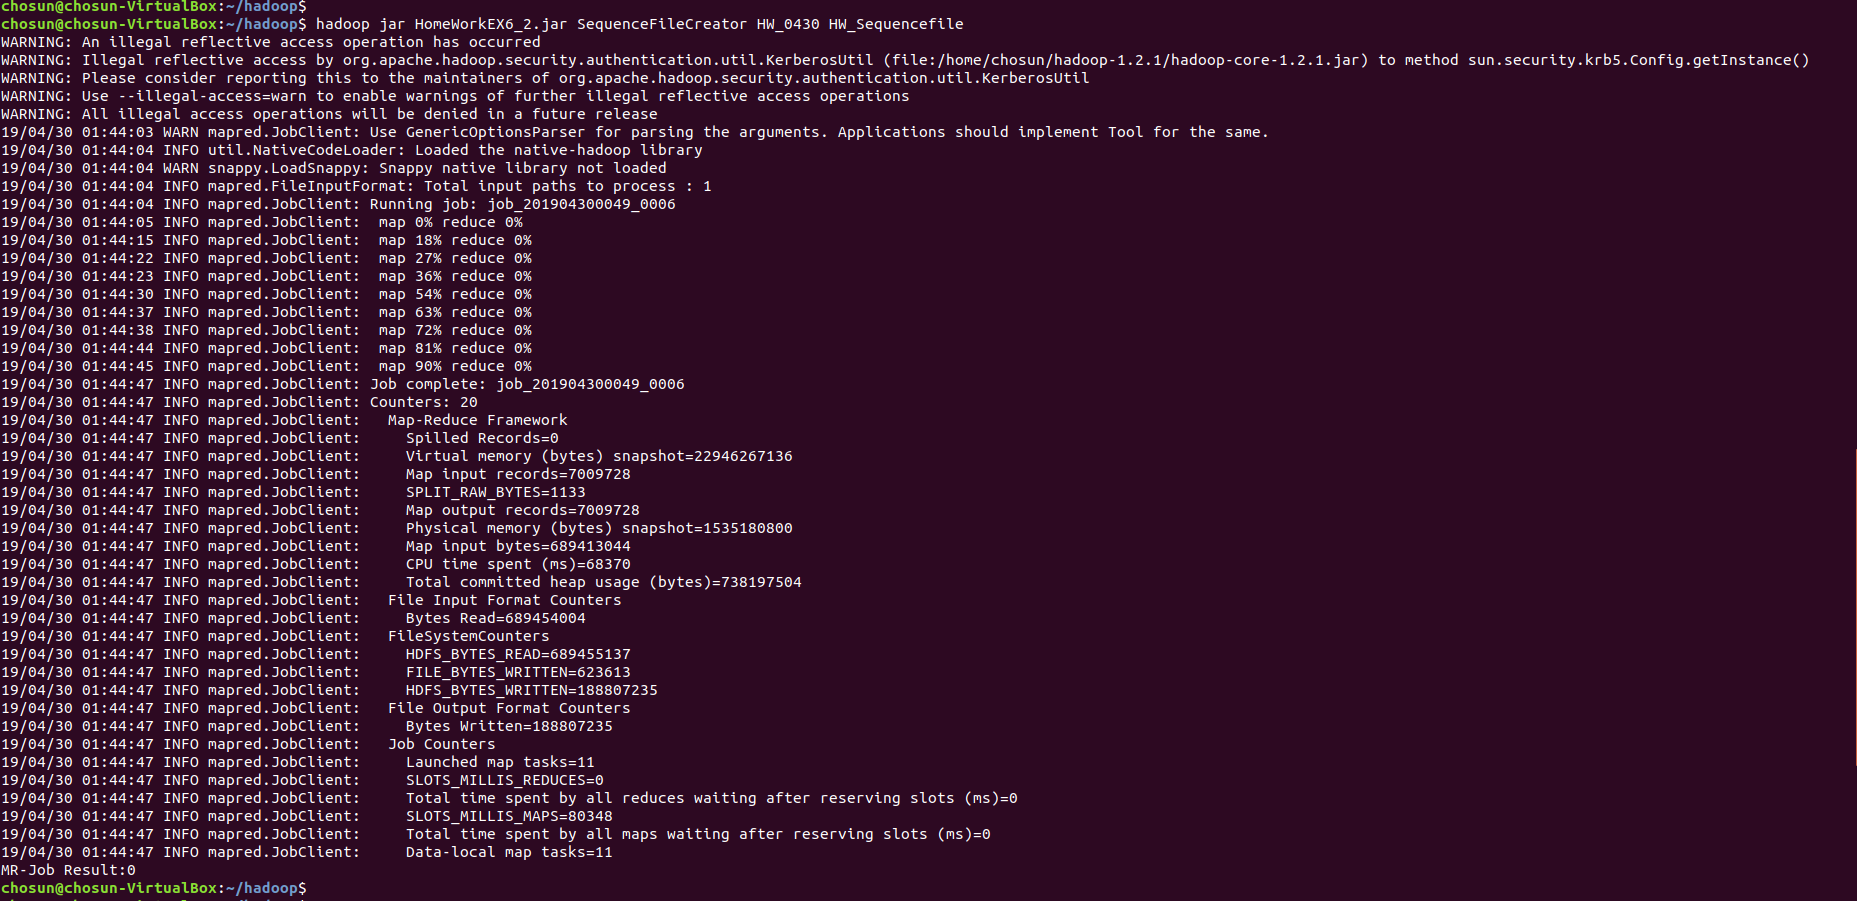 chosun@chosun-VirtualBox:~/hadoop$
chosun@chosun-VirtualBox:~/hadoop$ hadoop jar HomeWorkEX6_2.jar SequenceFileCreator HW_0430 HW_Sequencefile
WARNING: An illegal reflective access operation has occurred
WARNING: Illegal reflective access by org.apache.hadoop.security.authentication.util.KerberosUtil (file:/home/chosun/hadoop-1.2.1/hadoop-core-1.2.1.jar) to method sun.security.krb5.Config.getInstance()
WARNING: Please consider reporting this to the maintainers of org.apache.hadoop.security.authentication.util.KerberosUtil
WARNING: Use --illegal-access=warn to enable warnings of further illegal reflective access operations
WARNING: All illegal access operations will be denied in a future release
19/04/30 01:44:03 WARN mapred.JobClient: Use GenericOptionsParser for parsing the arguments. Applications should implement Tool for the same.
19/04/30 01:44:04 INFO util.NativeCodeLoader: Loaded the native-hadoop library
19/04/30 01:44:04 WARN snappy.LoadSnappy: Snappy native library not loaded
19/04/30 01:44:04 INFO mapred.FileInputFormat: Total input paths to process : 1
19/04/30 01:44:04 INFO mapred.JobClient: Running job: job_201904300049_0006
19/04/30 01:44:05 INFO mapred.JobClient:  map 0% reduce 0%
19/04/30 01:44:15 INFO mapred.JobClient:  map 18% reduce 0%
19/04/30 01:44:22 INFO mapred.JobClient:  map 27% reduce 0%
19/04/30 01:44:23 INFO mapred.JobClient:  map 36% reduce 0%
19/04/30 01:44:30 INFO mapred.JobClient:  map 54% reduce 0%
19/04/30 01:44:37 INFO mapred.JobClient:  map 63% reduce 0%
19/04/30 01:44:38 INFO mapred.JobClient:  map 72% reduce 0%
19/04/30 01:44:44 INFO mapred.JobClient:  map 81% reduce 0%
19/04/30 01:44:45 INFO mapred.JobClient:  map 90% reduce 0%
19/04/30 01:44:47 INFO mapred.JobClient: Job complete: job_201904300049_0006
19/04/30 01:44:47 INFO mapred.JobClient: Counters: 20
19/04/30 01:44:47 INFO mapred.JobClient:   Map-Reduce Framework
19/04/30 01:44:47 INFO mapred.JobClient:     Spilled Records=0
19/04/30 01:44:47 INFO mapred.JobClient:     Virtual memory (bytes) snapshot=22946267136
19/04/30 01:44:47 INFO mapred.JobClient:     Map input records=7009728
19/04/30 01:44:47 INFO mapred.JobClient:     SPLIT_RAW_BYTES=1133
19/04/30 01:44:47 INFO mapred.JobClient:     Map output records=7009728
19/04/30 01:44:47 INFO mapred.JobClient:     Physical memory (bytes) snapshot=1535180800
19/04/30 01:44:47 INFO mapred.JobClient:     Map input bytes=689413044
19/04/30 01:44:47 INFO mapred.JobClient:     CPU time spent (ms)=68370
19/04/30 01:44:47 INFO mapred.JobClient:     Total committed heap usage (bytes)=738197504
19/04/30 01:44:47 INFO mapred.JobClient:   File Input Format Counters
19/04/30 01:44:47 INFO mapred.JobClient:     Bytes Read=689454004
19/04/30 01:44:47 INFO mapred.JobClient:   FileSystemCounters
19/04/30 01:44:47 INFO mapred.JobClient:     HDFS_BYTES_READ=689455137
19/04/30 01:44:47 INFO mapred.JobClient:     FILE_BYTES_WRITTEN=623613
19/04/30 01:44:47 INFO mapred.JobClient:     HDFS_BYTES_WRITTEN=188807235
19/04/30 01:44:47 INFO mapred.JobClient:   File Output Format Counters
19/04/30 01:44:47 INFO mapred.JobClient:     Bytes Written=188807235
19/04/30 01:44:47 INFO mapred.JobClient:   Job Counters
19/04/30 01:44:47 INFO mapred.JobClient:     Launched map tasks=11
19/04/30 01:44:47 INFO mapred.JobClient:     SLOTS_MILLIS_REDUCES=0
19/04/30 01:44:47 INFO mapred.JobClient:     Total time spent by all reduces waiting after reserving slots (ms)=0
19/04/30 01:44:47 INFO mapred.JobClient:     SLOTS_MILLIS_MAPS=80348
19/04/30 01:44:47 INFO mapred.JobClient:     Total time spent by all maps waiting after reserving slots (ms)=0
19/04/30 01:44:47 INFO mapred.JobClient:     Data-local map tasks=11
MR-Job Result:0
chosun@chosun-VirtualBox:~/hadoop$